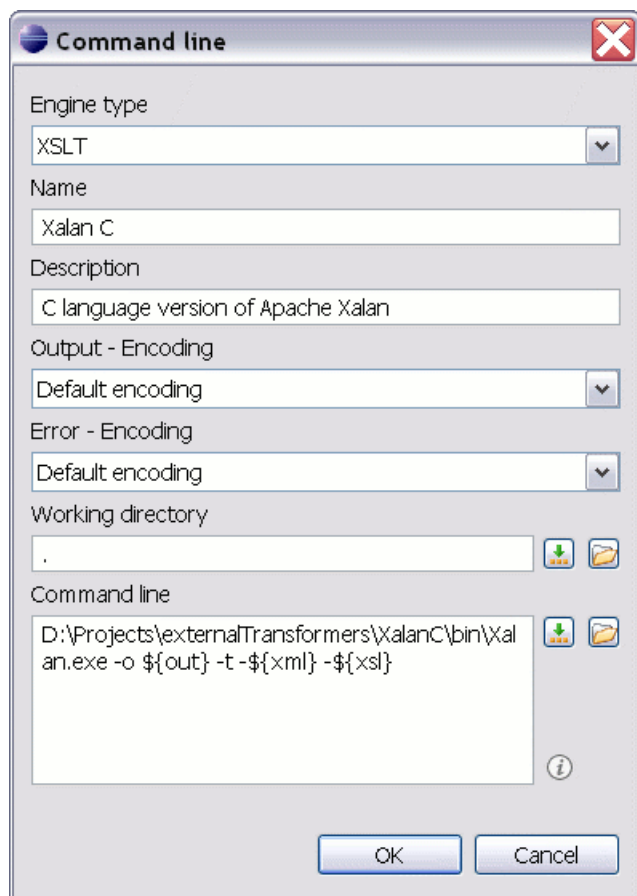 Command line
Engine type
XSLT
Name
Xalan C
Description
C language version of Apache Xalan
Output - Encoding
Default encoding
Error - Encoding
Default encoding
Working directory
.
Command line
D:\Projects\externalTransformers\XalanC\bin\Xal
an.exe -o ${out} -t -${xml} -${xsl}
i
OK Cancel